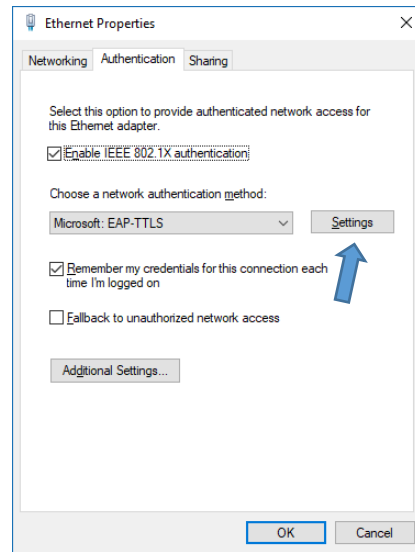 Ethernet Properties
Networking Authentication Sharing
Select this option to provide authenticated network access for
this Ethernet adapter.
Enable IEEE 802.1X authentication
Choose a network authentication method:
Microsoft: EAP-TTLS
Settings
Remember my credentials for this connection each
time I'm logged on
Fallback to unauthorized network access
Additional Settings...
OK Cancel